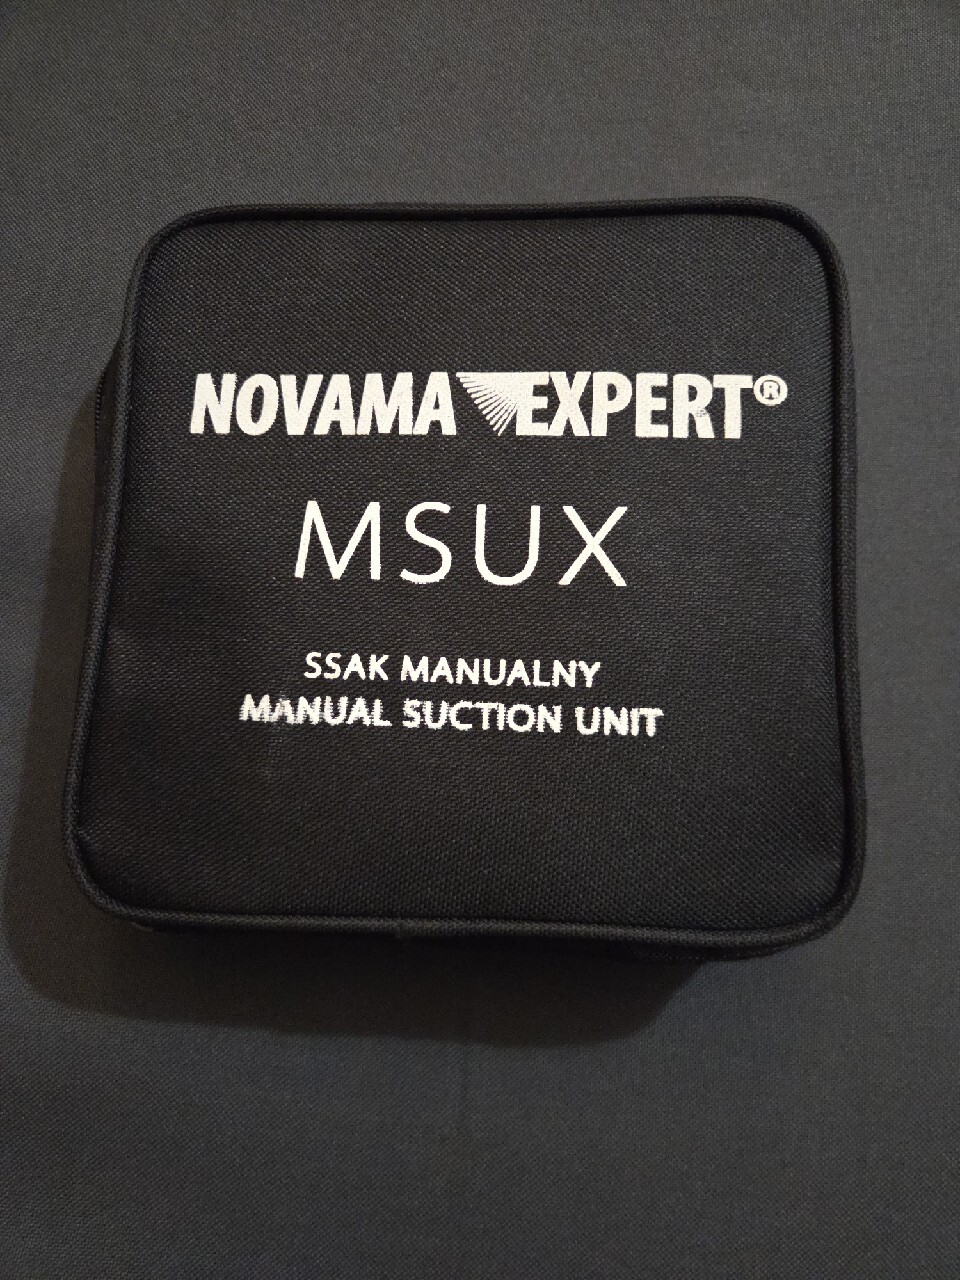 NOVAMA EXPERT®
MSUX
SSAK MANUALNY
MANUAL SUCTION UNIT